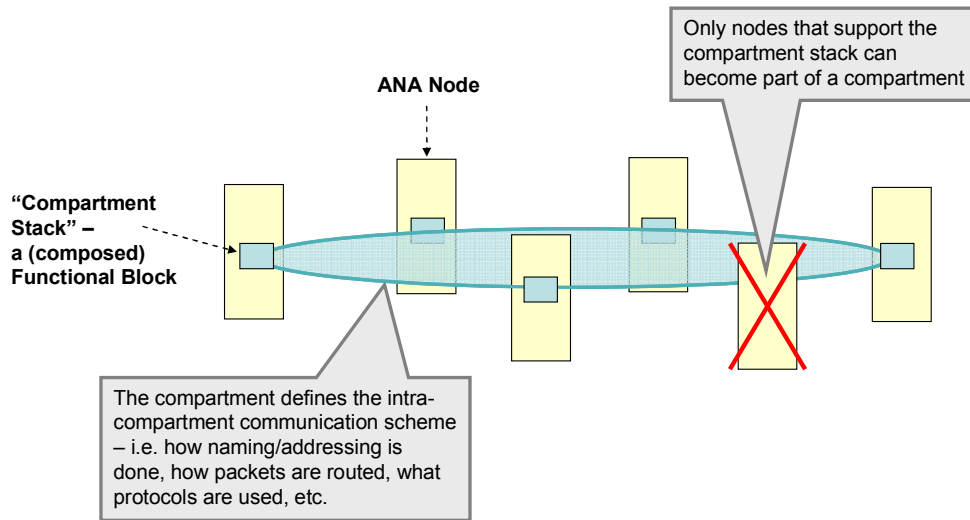 Only nodes that support the
compartment stack can
become part of a compartment
ANA Node
“Compartment
Stack” –
a (composed)
Functional Block
The compartment defines the intra-
compartment communication scheme
– i.e. how naming/addressing is
done, how packets are routed, what
protocols are used, etc.